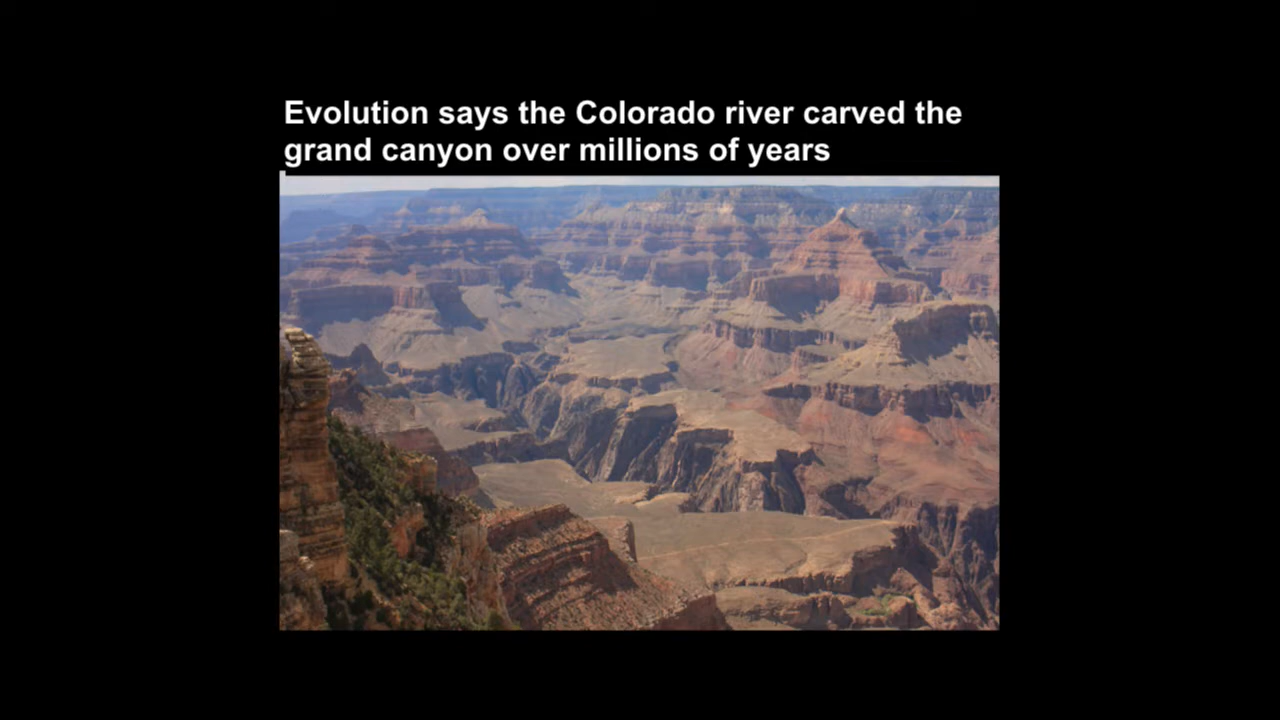 Evolution says the Colorado river carved the
grand canyon over millions of years